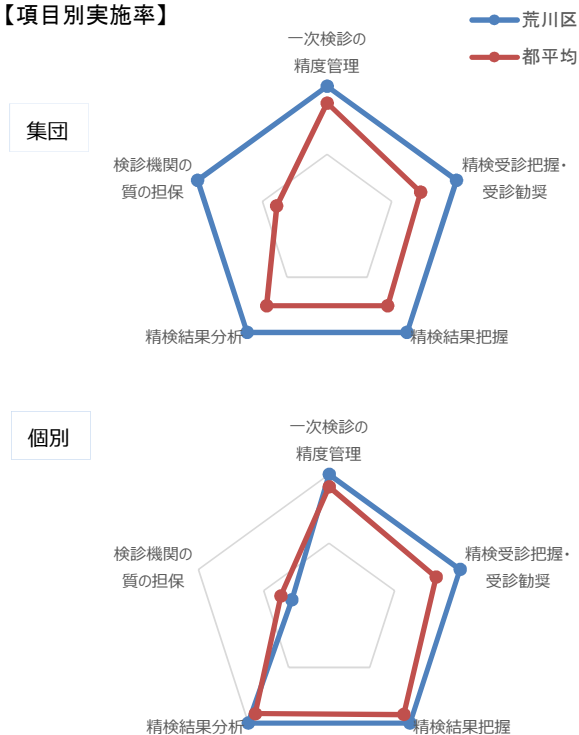 【項目別実施率】
荒川区
都平均
集団
一次検診の
精度管理
精検受診把握・
受診勧奨
精検結果把握
精検結果分析
検診機関の
質の担保
個別
一次検診の
精度管理
精検受診把握・
受診勧奨
精検結果把握
精検結果分析
検診機関の
質の担保